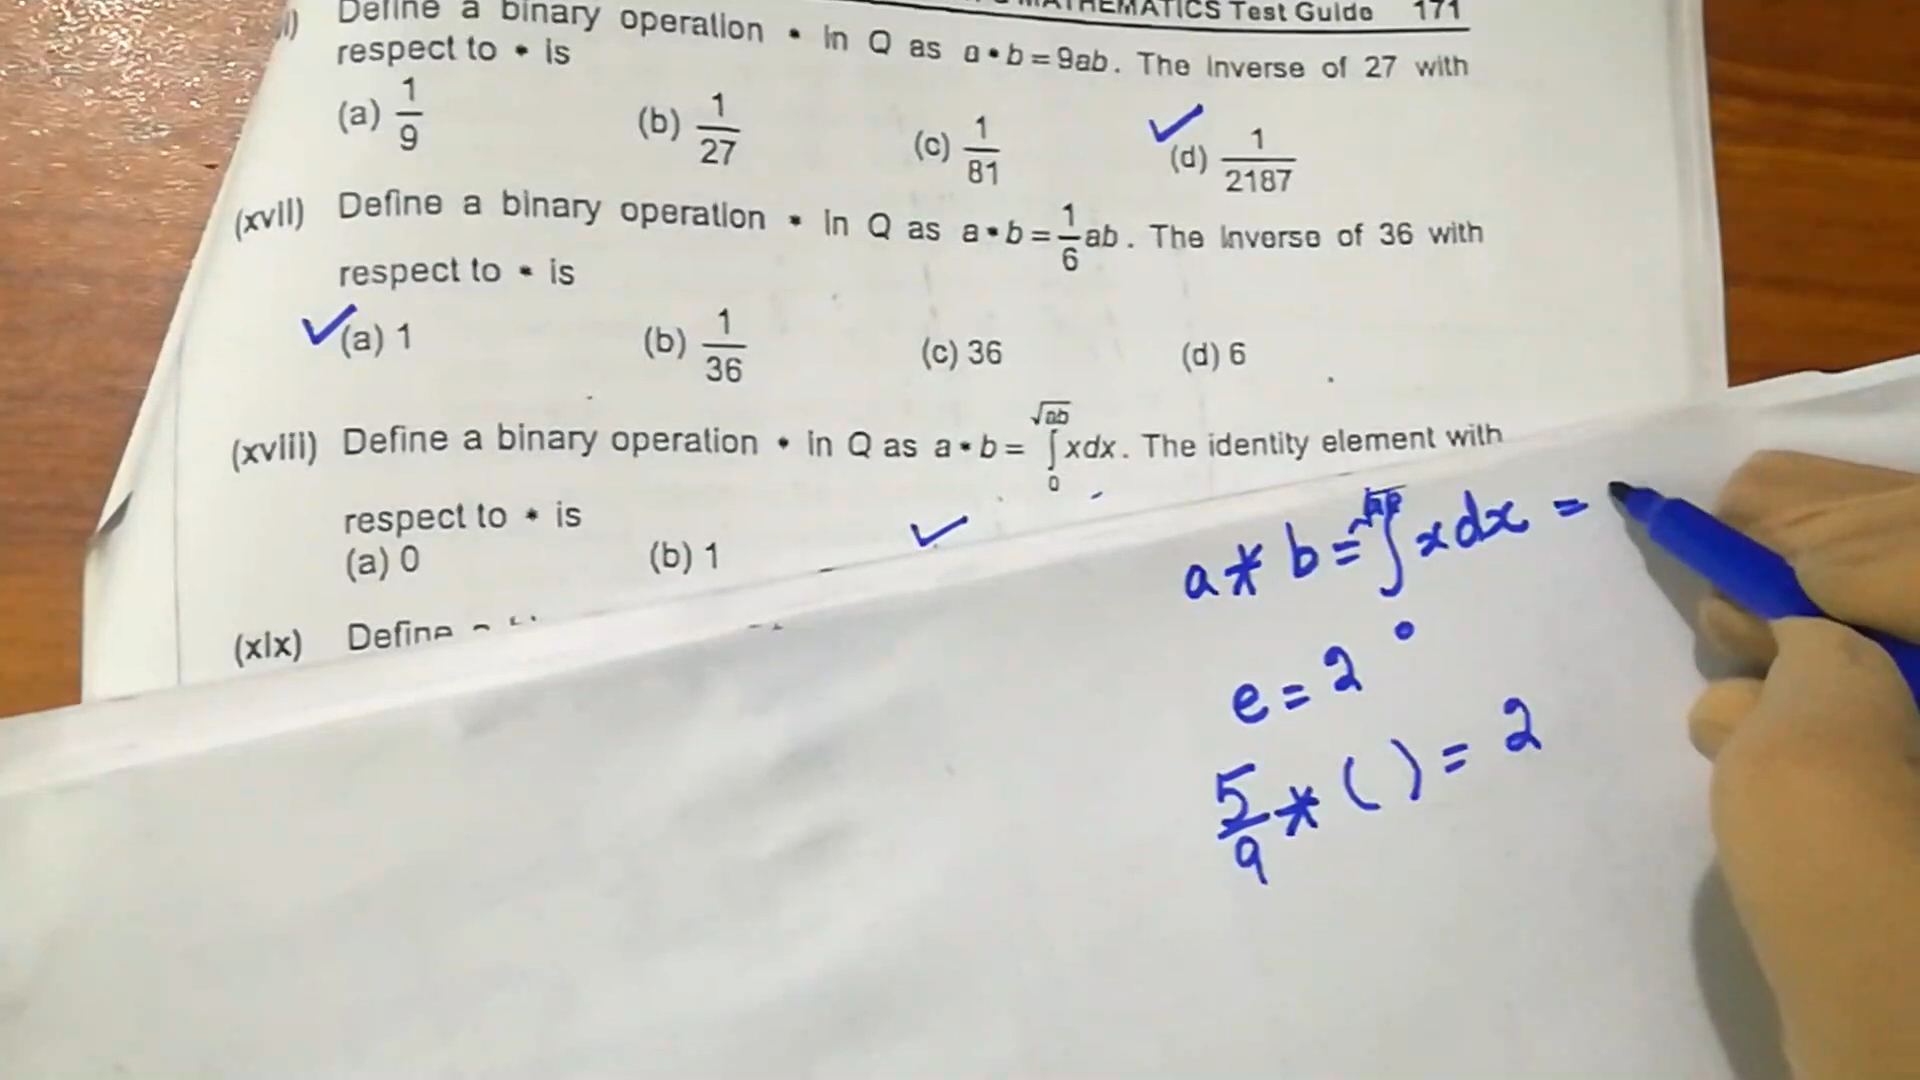 MATHEMATICS Test Guide 171
Define a binary operation • in Q as a • b = 9ab. The inverse of 27 with
respect to • is
(a) 1/9 (b) 1/27 (c) 1/81 (d) 1/2187
(xvii) Define a binary operation • in Q as a • b = 1/6 ab. The inverse of 36 with
respect to • is
(a) 1 (b) 1/36 (c) 36 (d) 6
(xviii) Define a binary operation • in Q as a • b = ∫₀^√ab xdx. The identity element with
respect to • is
(a) 0 (b) 1
(xix) Define
a * b = ∫₀^√ab x dx =
e = 2
5/9 * ( ) = 2